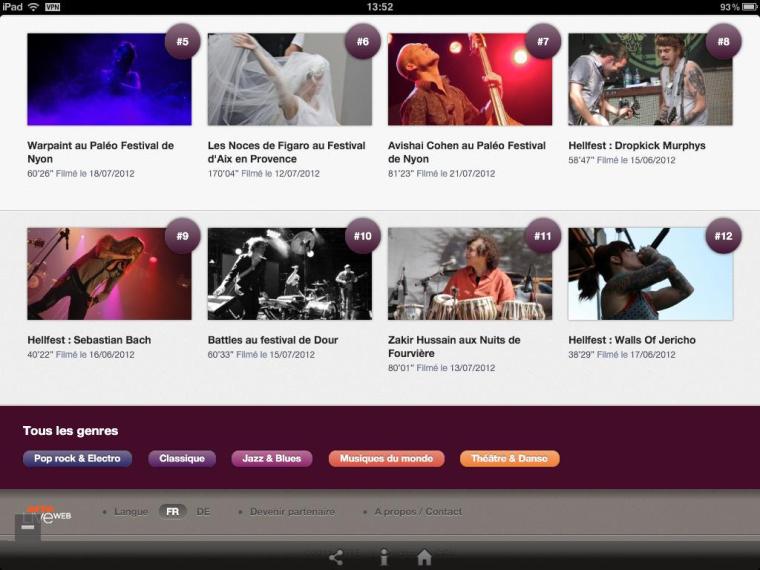 iPad VPN 13:52 93 %
#5 #6 #7 #8
Warpaint au Paléo Festival de Nyon
60'26" Filmé le 18/07/2012
Les Noces de Figaro au Festival d'Aix en Provence
170'04" Filmé le 12/07/2012
Avishai Cohen au Paléo Festival de Nyon
81'23" Filmé le 21/07/2012
Hellfest : Dropkick Murphys
58'47" Filmé le 15/06/2012
#9 #10 #11 #12
Hellfest : Sebastian Bach
40'22" Filmé le 16/06/2012
Battles au festival de Dour
60'33" Filmé le 15/07/2012
Zakir Hussain aux Nuits de Fourvière
80'01" Filmé le 13/07/2012
Hellfest : Walls Of Jericho
38'29" Filmé le 17/06/2012
Tous les genres
Pop rock & Electro Classique Jazz & Blues Musiques du monde Théâtre & Danse
LiveWEB • Langue FR DE • Devenir partenaire • A propos / Contact